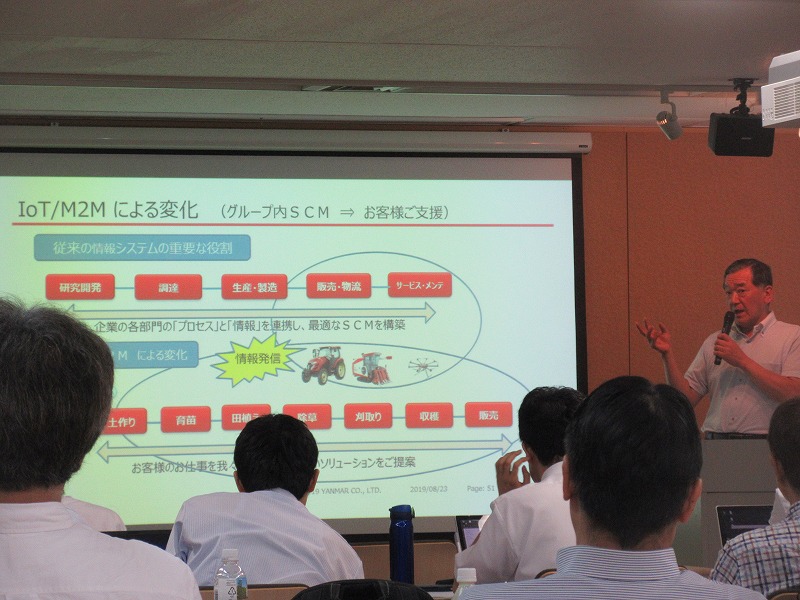 IoT/M2M による変化 （グループ内ＳＣＭ ⇒ お客様ご支援）
従来の情報システムの重要な役割
研究開発 調達 生産・製造 販売・物流 サービス・メンテ
企業の各部門の「プロセス」と「情報」を連携し、最適なＳＣＭを構築
Ｍ による変化
情報発信
土作り 育苗 田植え 除草 刈取り 収穫 販売
お客様のお仕事を我 ソリューションをご提案
19 YANMAR CO., LTD. 2019/08/23 Page: 51